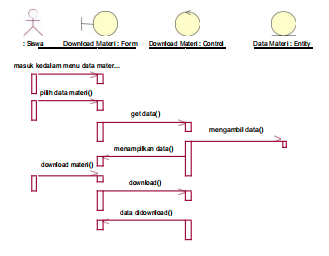 : Siswa
Download Materi : Form
Download Materi : Control
Data Materi : Entity
masuk kedalam menu data mater...
pilih data materi()
get data()
mengambil data()
menampilkan data()
download materi()
download()
data didownload()